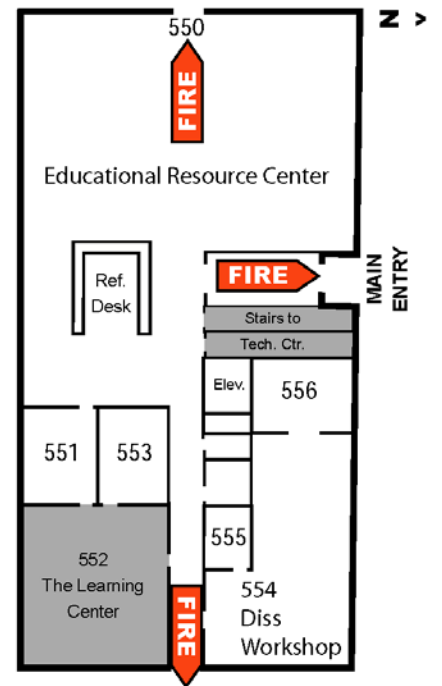 N >
550
FIRE
Educational Resource Center
Ref.
Desk
FIRE
MAIN
ENTRY
Stairs to
Tech. Ctr.
Elev.
556
551
553
555
552
The Learning
Center
554
Diss
Workshop
FIRE